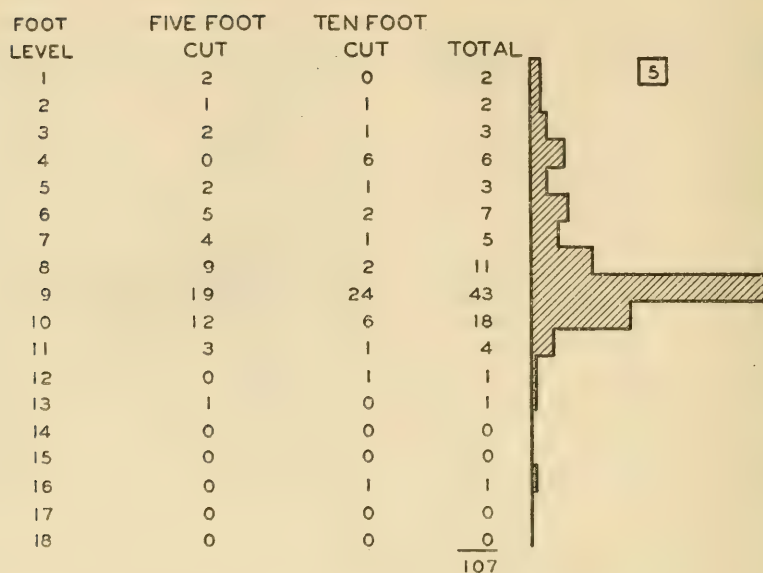 FOOT FIVE FOOT TEN FOOT
LEVEL CUT CUT TOTAL
5
1 2 0 2
2 1 1 2
3 2 1 3
4 0 6 6
5 2 1 3
6 5 2 7
7 4 1 5
8 9 2 11
9 19 24 43
10 12 6 18
11 3 1 4
12 0 1 1
13 1 0 1
14 0 0 0
15 0 0 0
16 0 1 1
17 0 0 0
18 0 0 0
107